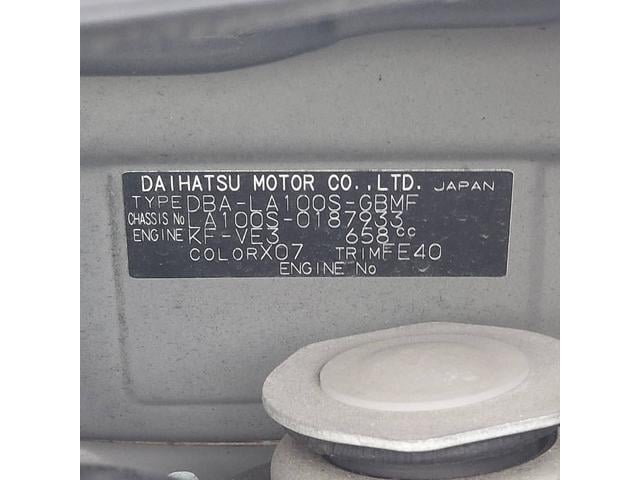 DAIHATSU MOTOR CO.,LTD. JAPAN
TYPE DBA-LA100S-GBMF
CHASSIS No LA100S-0187933
ENGINE KF-VE3 658cc
COLOR X07 TRIM FE40
ENGINE No